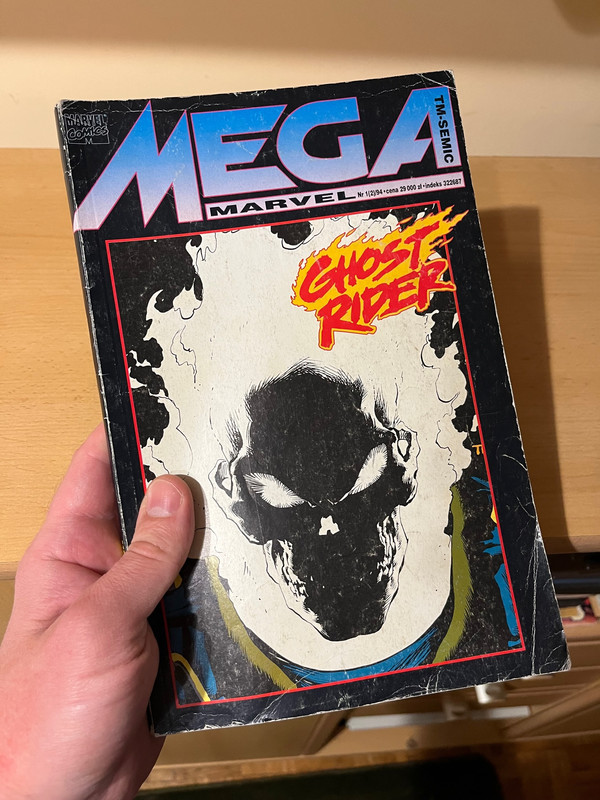 MARVEL
COMICS
M
MEGA
TM-SEMIC
MARVEL Nr 1(2)/94 • cena 29 000 zł • indeks 322687
GHOST
RIDER